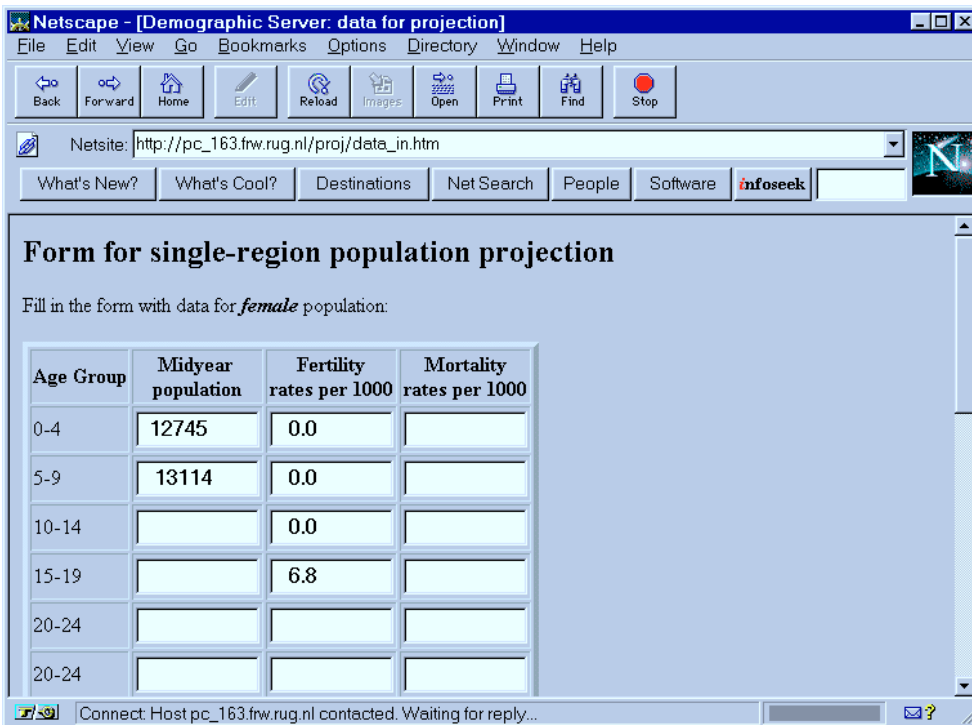 Netscape - [Demographic Server: data for projection]
File Edit View Go Bookmarks Options Directory Window Help
Back Forward Home Edit Reload Images Open Print Find Stop
Netsite: http://pc_163.frw.rug.nl/proj/data_in.htm
N
What's New? What's Cool? Destinations Net Search People Software infoseek
Form for single-region population projection
Fill in the form with data for female population:
Age Group Midyear population Fertility rates per 1000 Mortality rates per 1000
0-4 12745 0.0
5-9 13114 0.0
10-14 0.0
15-19 6.8
20-24
20-24
Connect: Host pc_163.frw.rug.nl contacted. Waiting for reply...